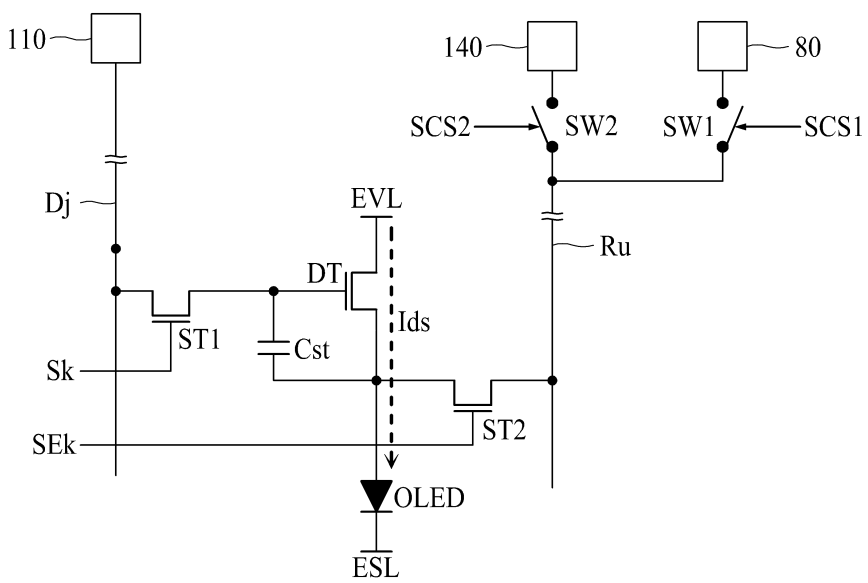 110
140
80
SCS2
SW2
SW1
SCS1
Dj
EVL
Ru
DT
Ids
ST1
Cst
Sk
ST2
SEk
OLED
ESL